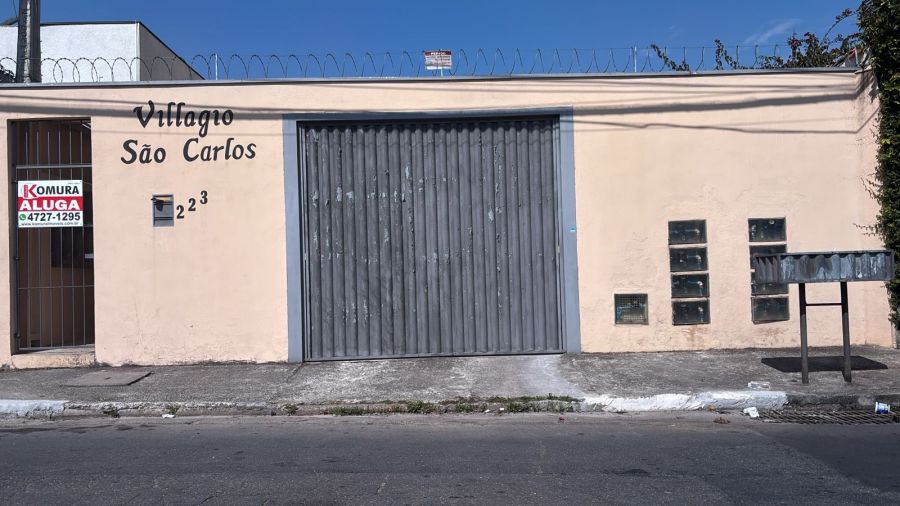 Villagio
São Carlos
223
KOMURA
ALUGA
4727-1295